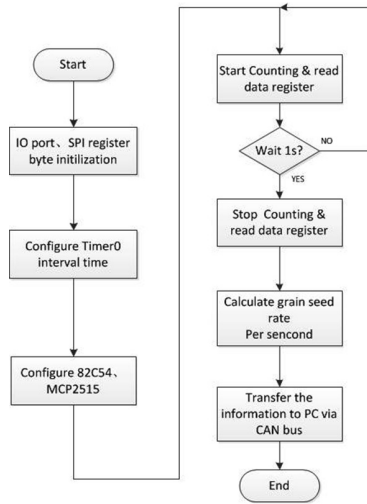 Start
IO port、SPI register
byte initilization
Configure Timer0
interval time
Configure 82C54、
MCP2515
Start Counting & read
data register
Wait 1s?
NO
YES
Stop Counting &
read data register
Calculate grain seed
rate
Per sencond
Transfer the
information to PC via
CAN bus
End